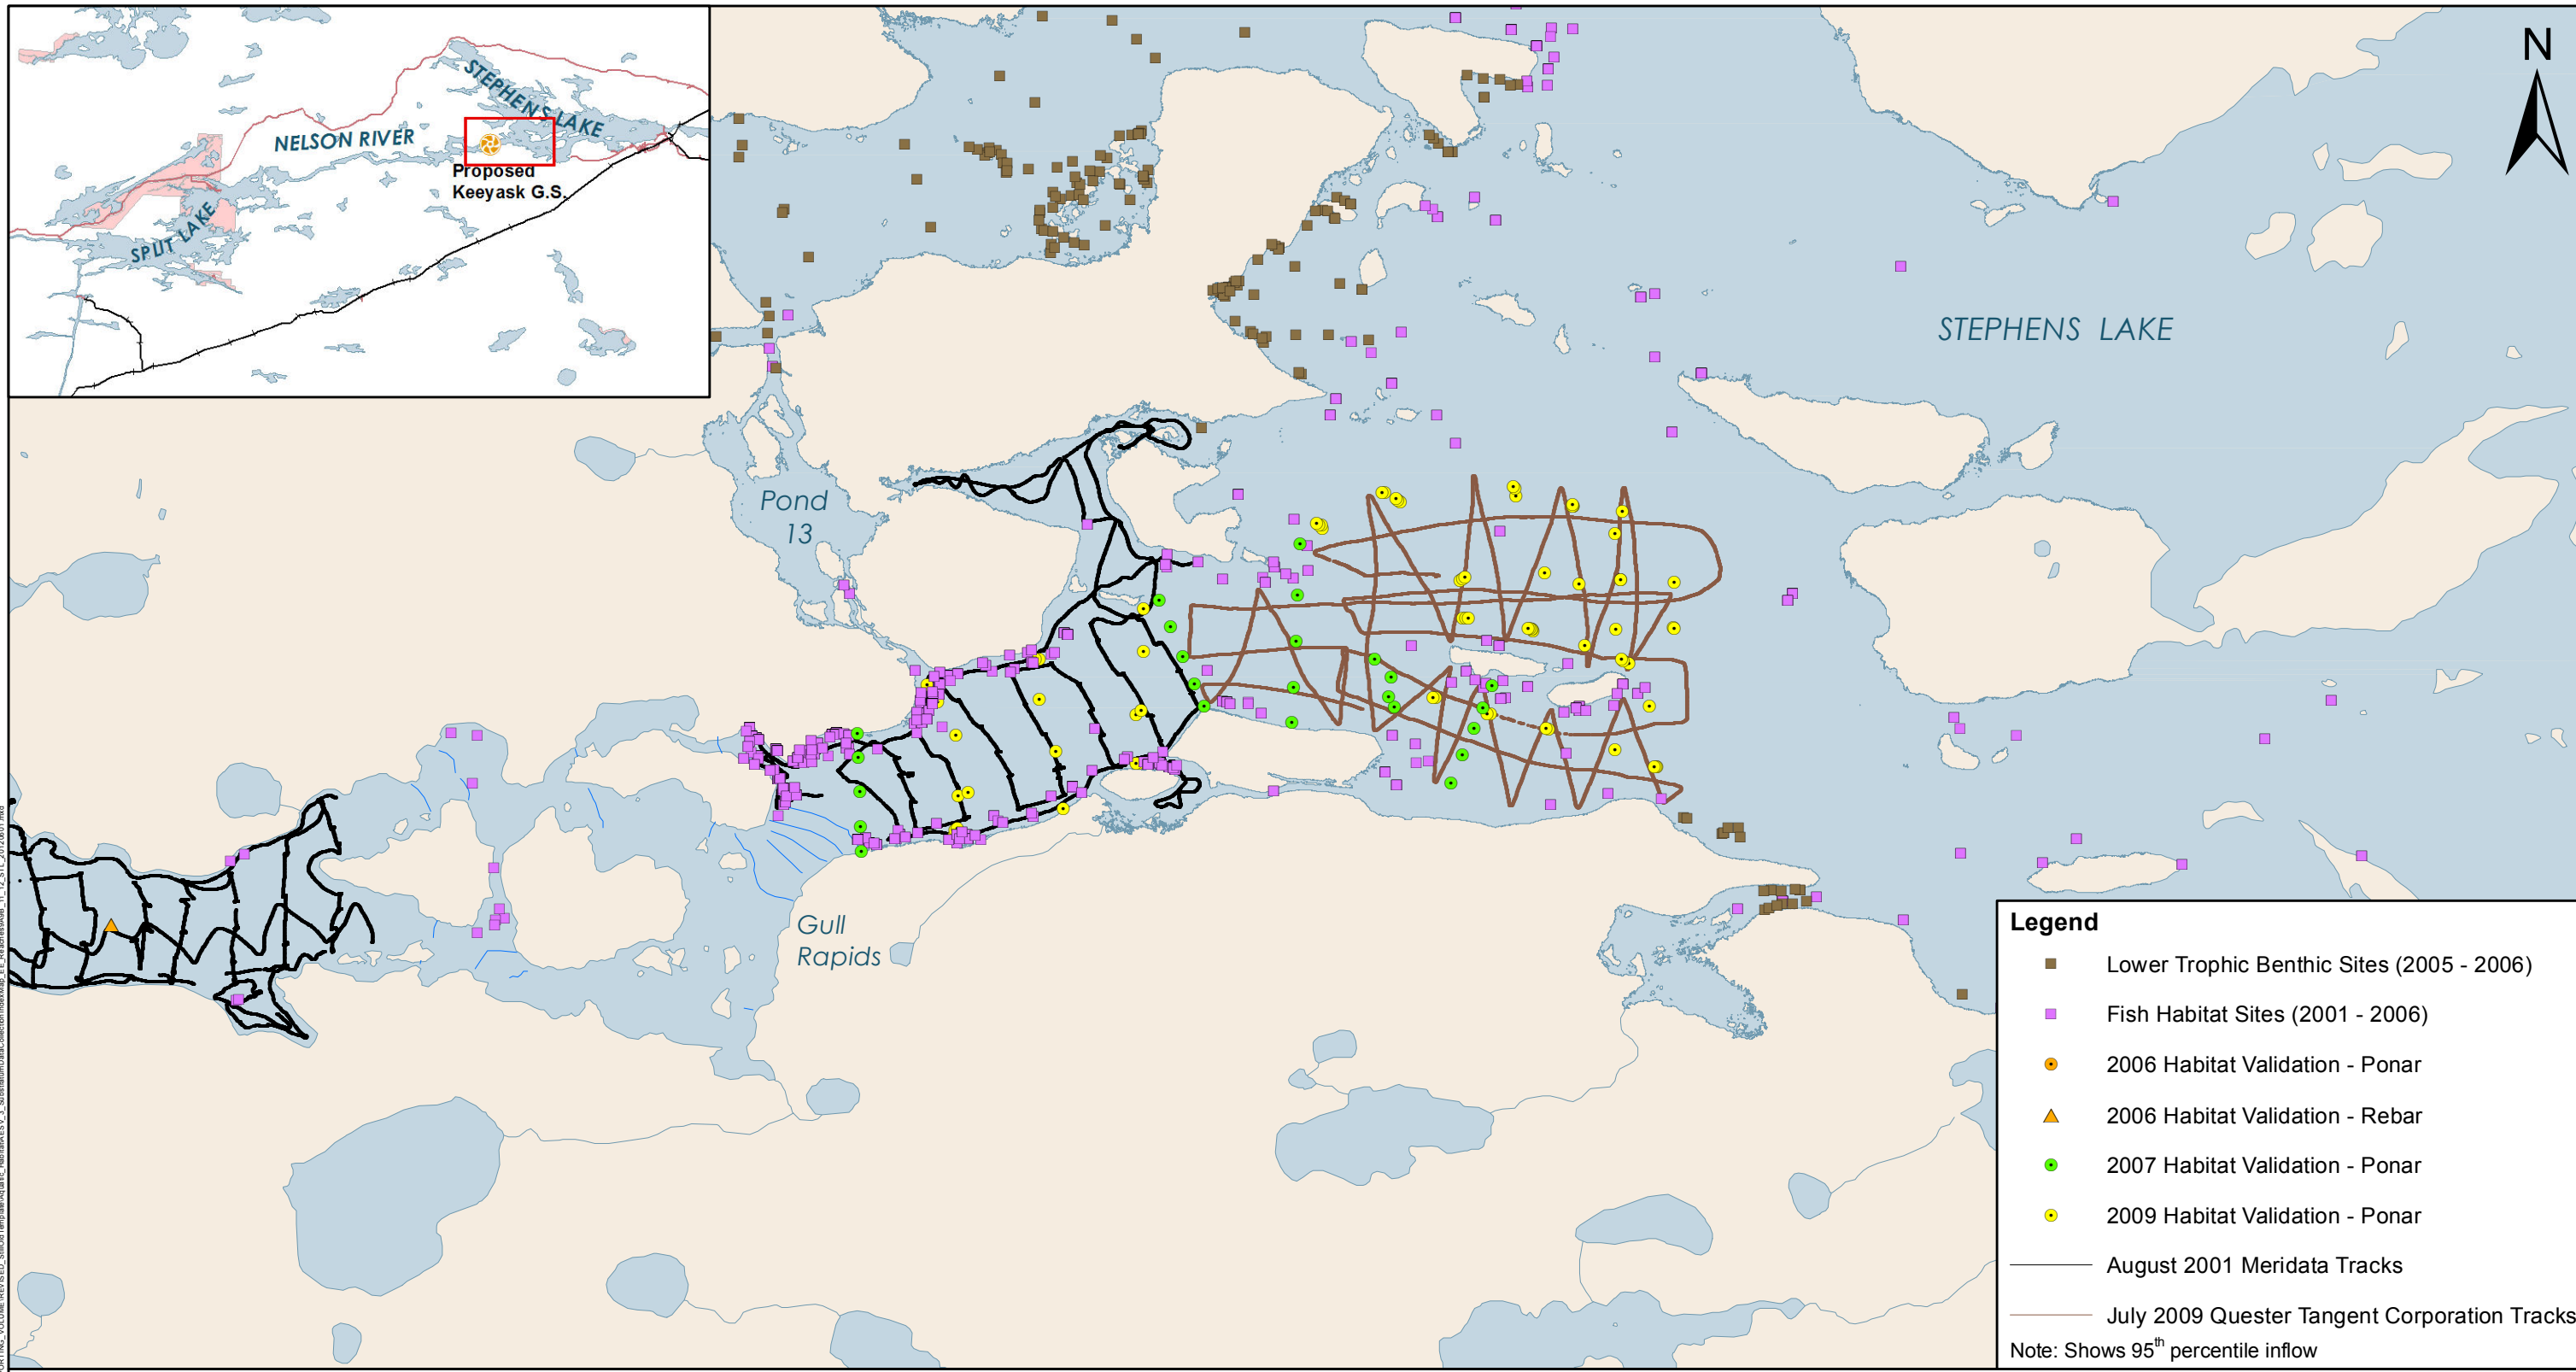 STEPHENS LAKE
NELSON RIVER
Proposed
Keeyask G.S.
SPLIT LAKE
N
STEPHENS LAKE
Pond
13
Gull
Rapids
Legend
Lower Trophic Benthic Sites (2005 - 2006)
Fish Habitat Sites (2001 - 2006)
2006 Habitat Validation - Ponar
2006 Habitat Validation - Rebar
2007 Habitat Validation - Ponar
2009 Habitat Validation - Ponar
August 2001 Meridata Tracks
July 2009 Quester Tangent Corporation Tracks
Note: Shows 95th percentile inflow